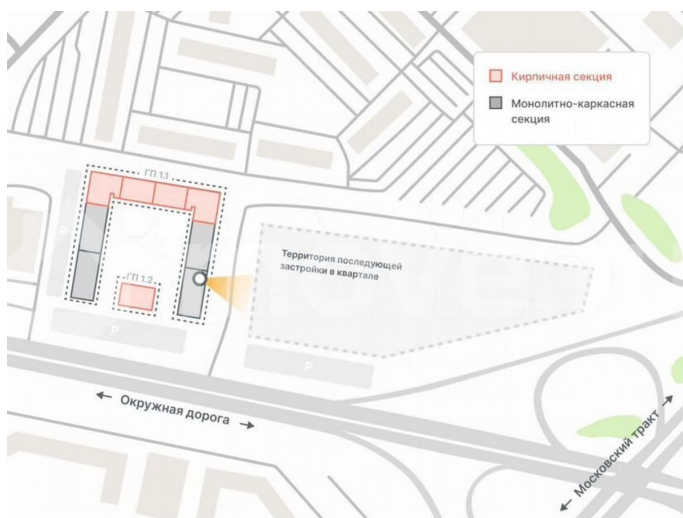 Кирпичная секция
Монолитно-каркасная
секция
ГП 1.1
P
Территория последующей
застройки в квартале
ГП 1.2
P
P
← Окружная дорога →
← Московский тракт →